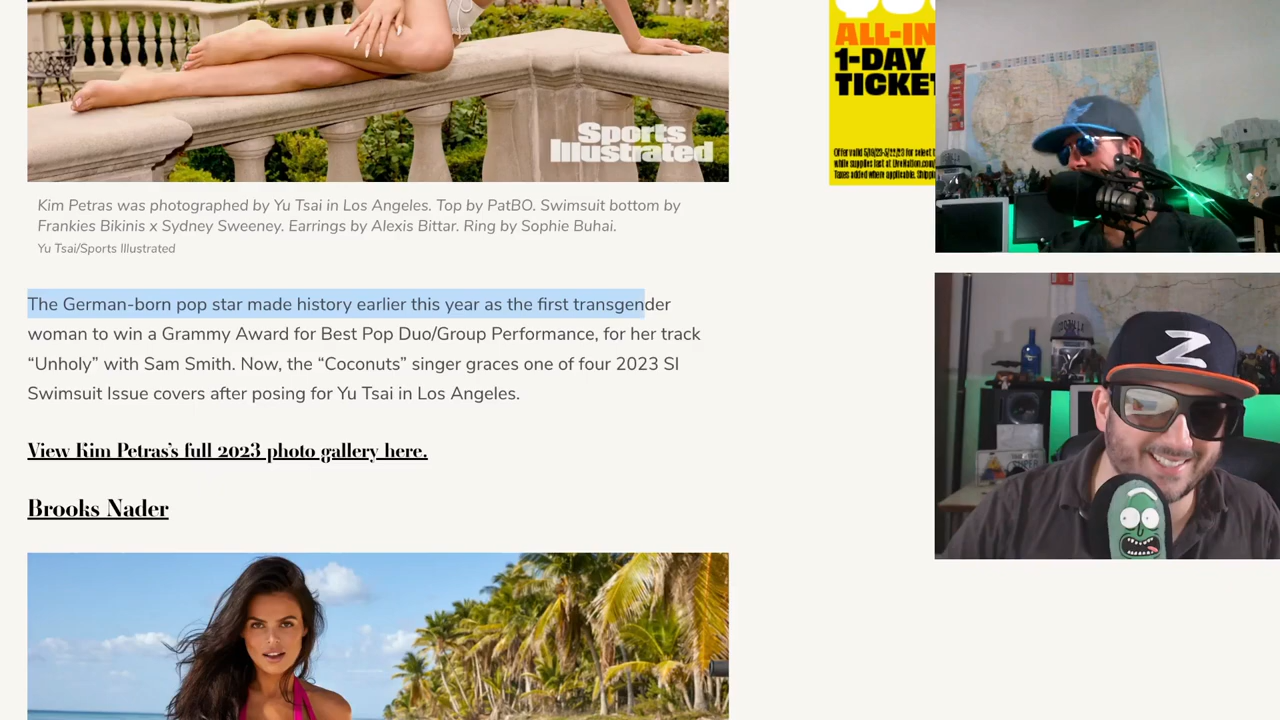 Sports
Illustrated
Kim Petras was photographed by Yu Tsai in Los Angeles. Top by PatBO. Swimsuit bottom by
Frankies Bikinis x Sydney Sweeney. Earrings by Alexis Bittar. Ring by Sophie Buhai.
Yu Tsai/Sports Illustrated
The German-born pop star made history earlier this year as the first transgender
woman to win a Grammy Award for Best Pop Duo/Group Performance, for her track
“Unholy” with Sam Smith. Now, the “Coconuts” singer graces one of four 2023 SI
Swimsuit Issue covers after posing for Yu Tsai in Los Angeles.
View Kim Petras’s full 2023 photo gallery here.
Brooks Nader
ALL-IN
1-DAY
TICKE
Z